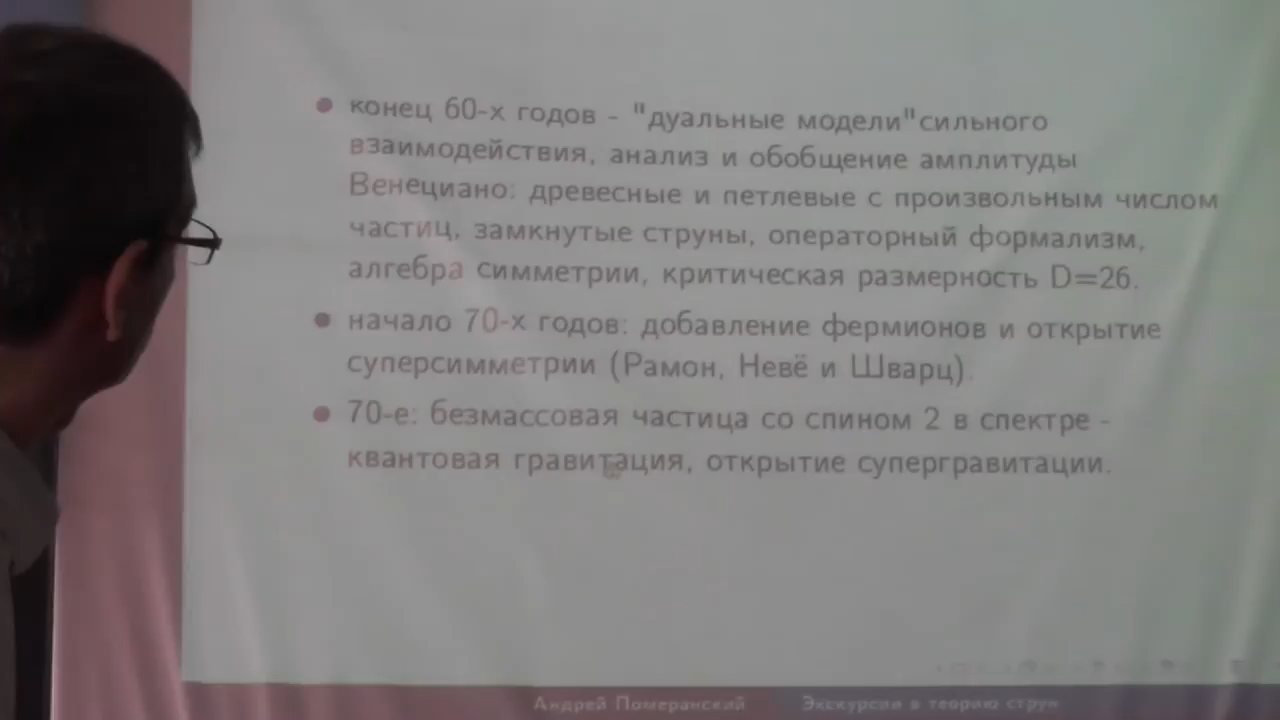 конец 60-х годов - "дуальные модели"сильного
взаимодействия, анализ и обобщение амплитуды
Венециано: древесные и петлевые с произвольным числом
частиц, замкнутые струны, операторный формализм,
алгебра симметрии, критическая размерность D=26.
начало 70-х годов: добавление фермионов и открытие
суперсимметрии (Рамон, Невё и Шварц).
70-е: безмассовая частица со спином 2 в спектре -
квантовая гравитация, открытие супергравитации.
Андрей Померанский Экскурсии в теорию струн